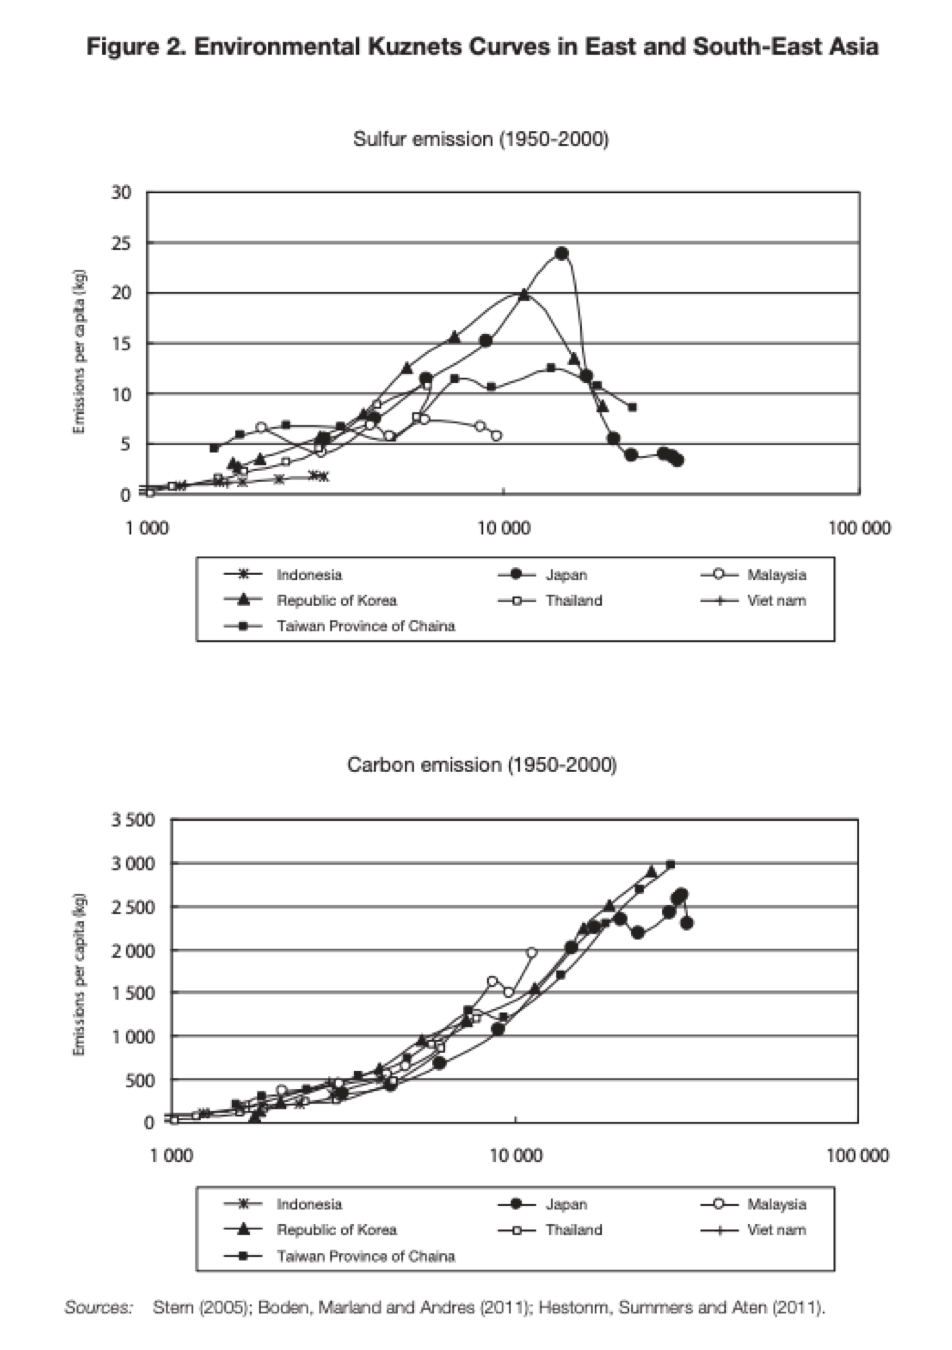 Figure 2. Environmental Kuznets Curves in East and South-East Asia
Sulfur emission (1950-2000)
Emissions per capita (kg)
30
25
20
15
10
5
0
1 000 10 000 100 000
Indonesia Japan Malaysia
Republic of Korea Thailand Viet nam
Taiwan Province of Chaina
Carbon emission (1950-2000)
Emissions per capita (kg)
3 500
3 000
2 500
2 000
1 500
1 000
500
0
1 000 10 000 100 000
Indonesia Japan Malaysia
Republic of Korea Thailand Viet nam
Taiwan Province of Chaina
Sources: Stern (2005); Boden, Marland and Andres (2011); Hestonm, Summers and Aten (2011).